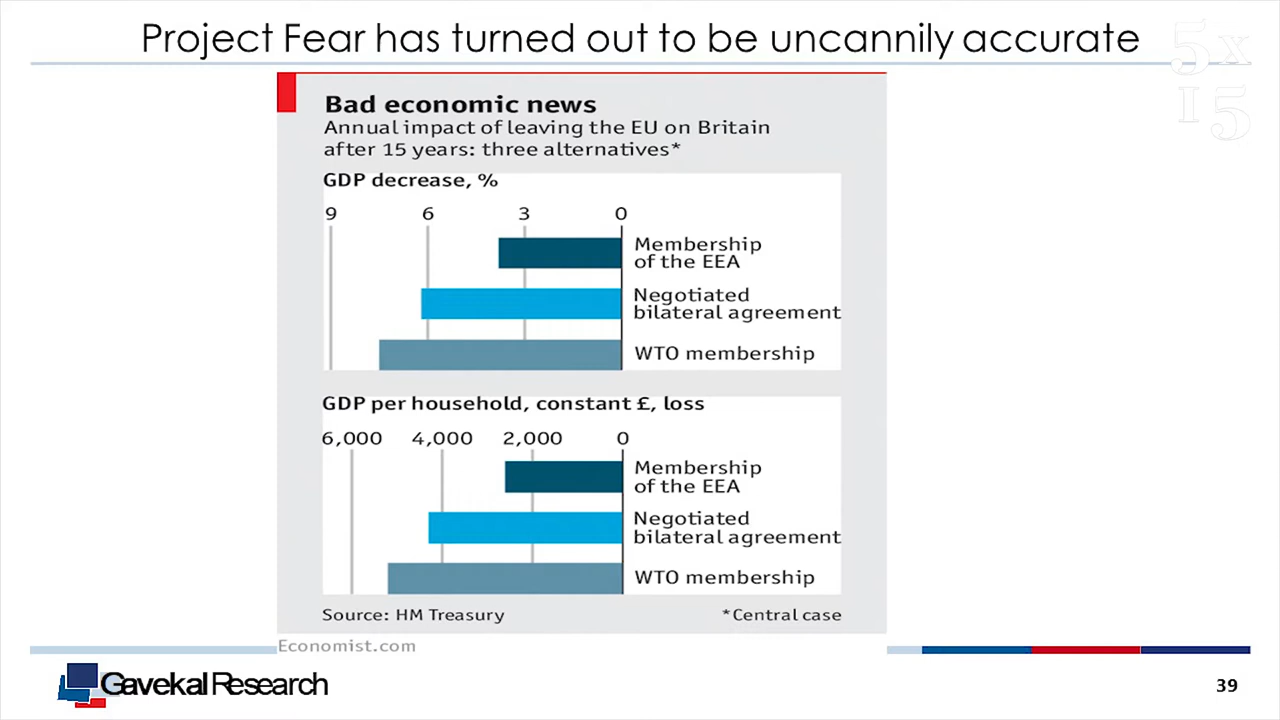 Project Fear has turned out to be uncannily accurate
5x
15
Bad economic news
Annual impact of leaving the EU on Britain
after 15 years: three alternatives*
GDP decrease, %
9 6 3 0
Membership
of the EEA
Negotiated
bilateral agreement
WTO membership
GDP per household, constant £, loss
6,000 4,000 2,000 0
Membership
of the EEA
Negotiated
bilateral agreement
WTO membership
Source: HM Treasury *Central case
Economist.com
Gavekal Research
39